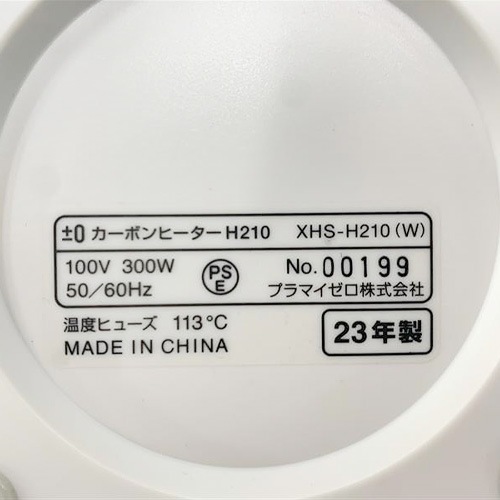 ±0 カーボンヒーター H210 XHS-H210 (W)
100V 300W PSE No. 00199
50/60Hz プラマイゼロ株式会社
温度ヒューズ 113℃
MADE IN CHINA 23年製